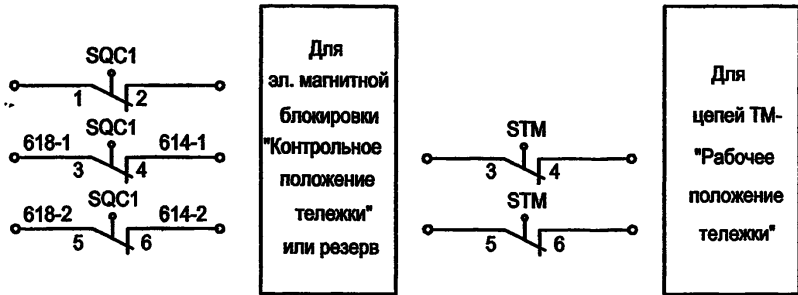 SQC1
1 2
SQC1
618-1 614-1
3 4
SQC1
618-2 614-2
5 6
Для
эл. магнитной
блокировки
"Контрольное
положение
тележки"
или резерв
STM
3 4
STM
5 6
Для
цепей ТМ-
"Рабочее
положение
тележки"